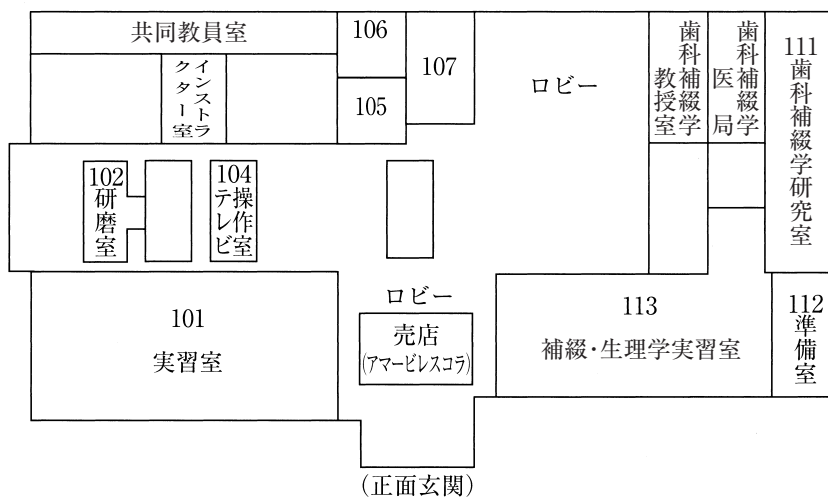 共同教員室
インストラ
クター室
106
105
107
ロビー
歯科補綴学
教授室
歯科補綴学
医局
111
歯科補綴学研究室
102
研磨室
104
操作室
テレビ
ロビー
売店
(アマービレスコラ)
101
実習室
113
補綴・生理学実習室
112
準備室
(正面玄関)